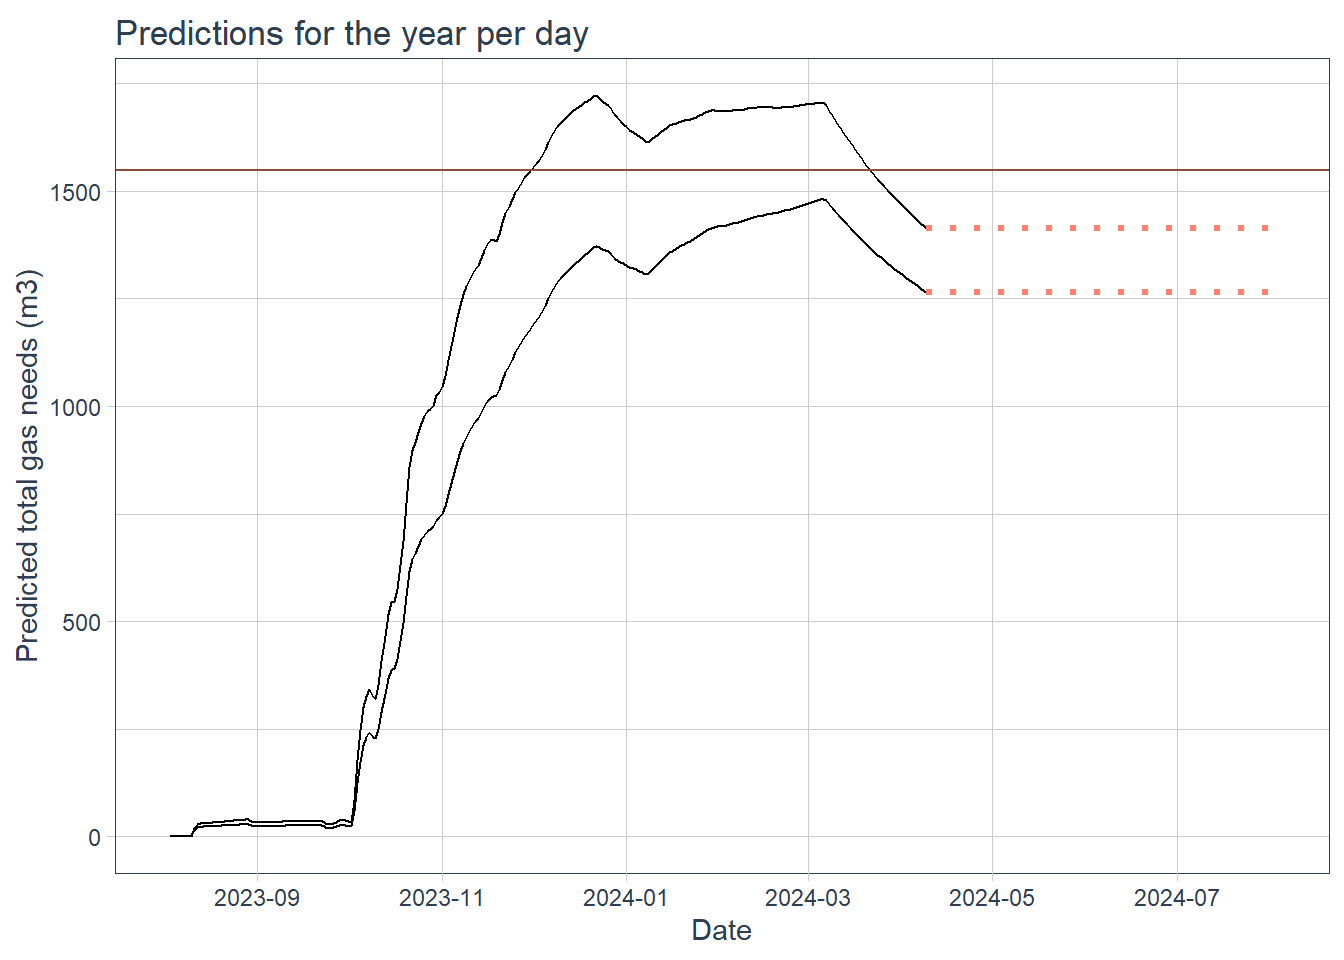 Predictions for the year per day
Predicted total gas needs (m3)
1500
1000
500
0
2023-09 2023-11 2024-01 2024-03 2024-05 2024-07
Date